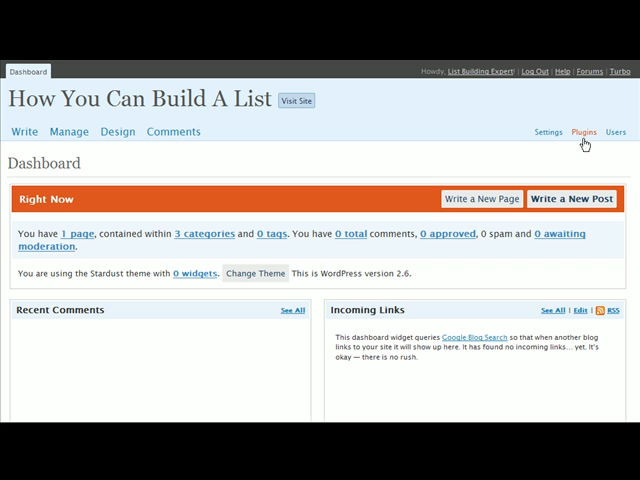 Dashboard
Howdy, List Building Expert! | Log Out | Help | Forums | Turbo
How You Can Build A List Visit Site
Write Manage Design Comments
Settings Plugins Users
Dashboard
Right Now
Write a New Page Write a New Post
You have 1 page, contained within 3 categories and 0 tags. You have 0 total comments, 0 approved, 0 spam and 0 awaiting
moderation.
You are using the Stardust theme with 0 widgets. Change Theme This is WordPress version 2.6.
Recent Comments See All
Incoming Links See All | Edit | RSS
This dashboard widget queries Google Blog Search so that when another blog
links to your site it will show up here. It has found no incoming links... yet. It's
okay — there is no rush.